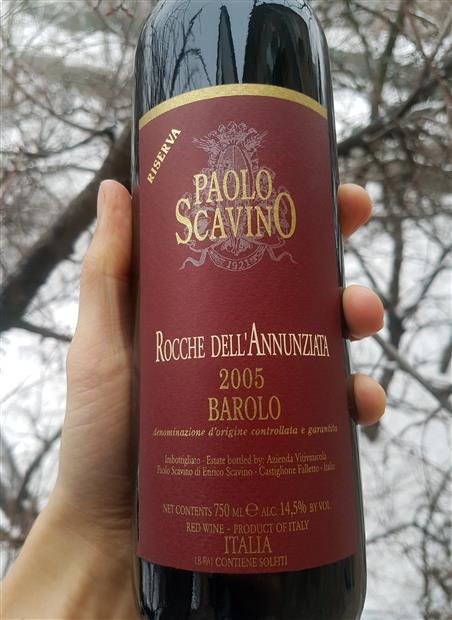 RISERVA
PAOLO
SCAVINO
1921
ROCCHE DELL'ANNUNZIATA
2005
BAROLO
denominazione d'origine controllata e garantita
Imbottigliato - Estate bottled by: Azienda Vitivinicola
Paolo Scavino di Enrico Scavino - Castiglione Falletto - Italia
NET CONTENTS 750 ML e ALC. 14,5% BY VOL.
RED WINE - PRODUCT OF ITALY
ITALIA
CONTIENE SOLFITI